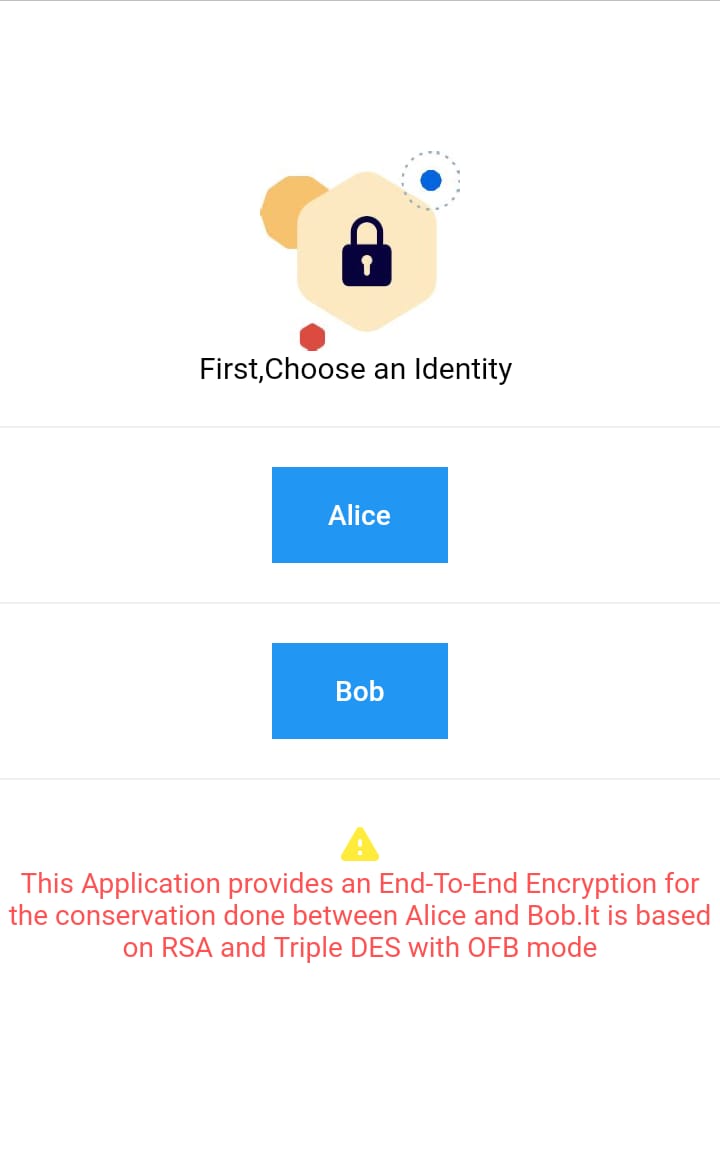 First,Choose an Identity
Alice
Bob
This Application provides an End-To-End Encryption for
the conservation done between Alice and Bob.It is based
on RSA and Triple DES with OFB mode